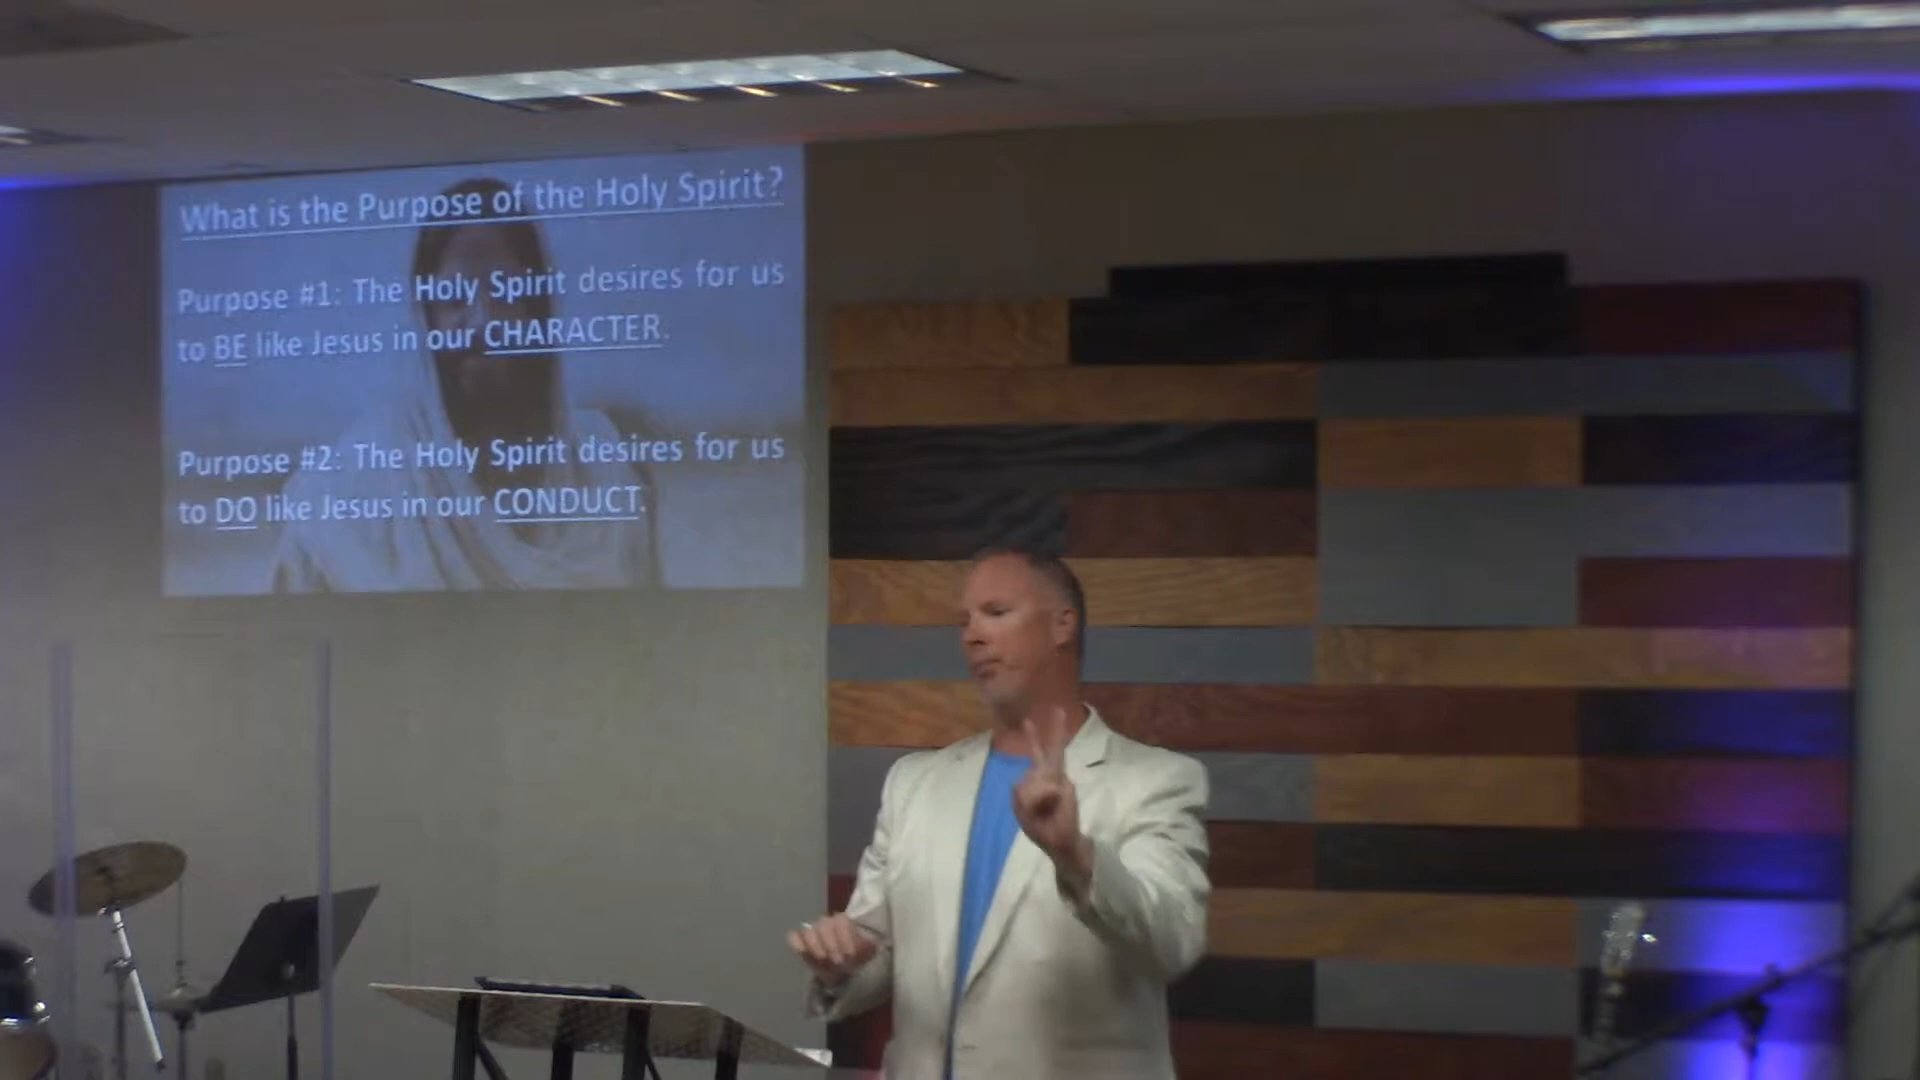 What is the Purpose of the Holy Spirit?
Purpose #1: The Holy Spirit desires for us
to BE like Jesus in our CHARACTER.
Purpose #2: The Holy Spirit desires for us
to DO like Jesus in our CONDUCT.